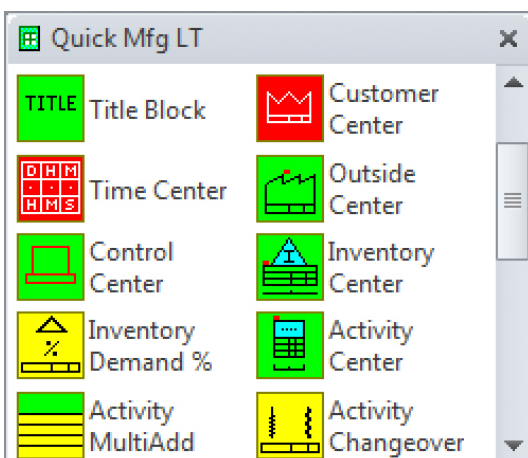 Quick Mfg LT
TITLE Title Block
Customer
Center
D H M
H M S
Time Center
Outside
Center
Control
Center
I
Inventory
Center
%
Inventory
Demand %
Activity
Center
Activity
MultiAdd
Activity
Changeover